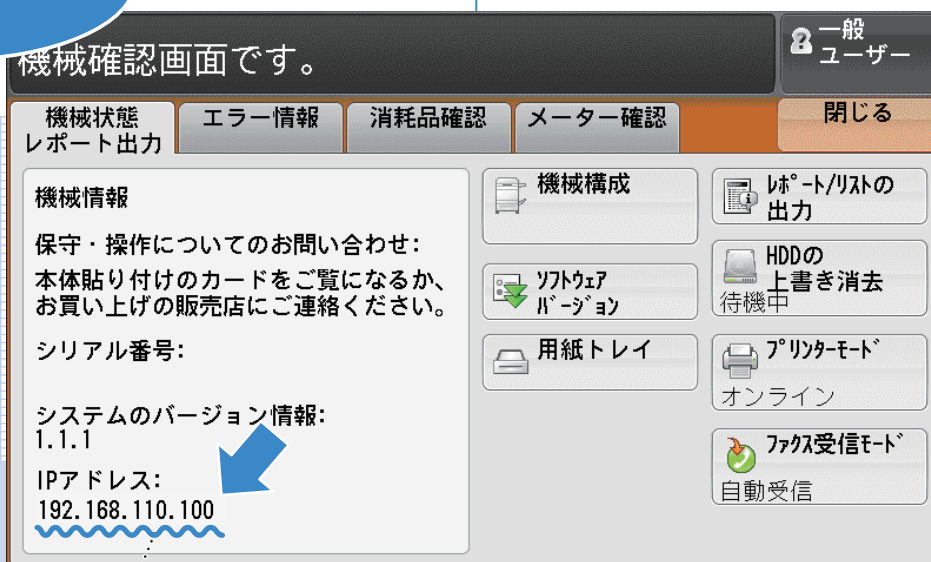 機械確認画面です。
一般
ユーザー
機械状態
レポート出力
エラー情報
消耗品確認
メーター確認
閉じる
機械情報
保守・操作についてのお問い合わせ:
本体貼り付けのカードをご覧になるか、
お買い上げの販売店にご連絡ください。
シリアル番号:
システムのバージョン情報:
1.1.1
IPアドレス:
192.168.110.100
機械構成
ソフトウェア
バージョン
用紙トレイ
レポート/リストの
出力
HDDの
上書き消去
待機中
プリンターモード
オンライン
ファクス受信モード
自動受信